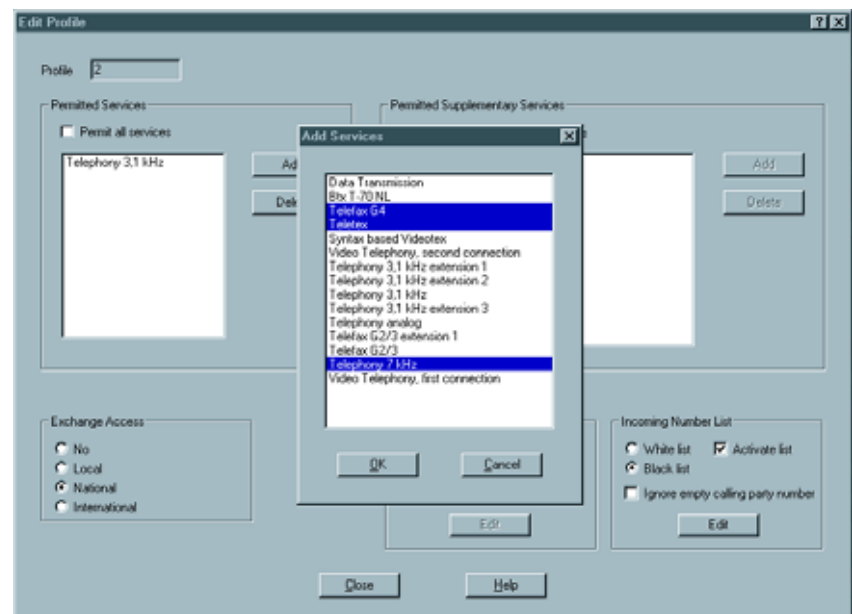 Edit Profile
Profile 2
Permitted Services
Permit all services
Telephony 3,1 kHz
Permitted Supplementary Services
Add
Delete
Add Services
Data Transmission
Btx T-70 NL
Telefax G4
Teletex
Syntax based Videotex
Video Telephony, second connection
Telephony 3,1 kHz extension 1
Telephony 3,1 kHz extension 2
Telephony 3,1 kHz
Telephony 3,1 kHz extension 3
Telephony analog
Telefax G2/3 extension 1
Telefax G2/3
Telephony 7 kHz
Video Telephony, first connection
OK
Cancel
Exchange Access
No
Local
National
International
Edit
Incoming Number List
White list
Activate list
Black list
Ignore empty calling party number
Edit
Close
Help